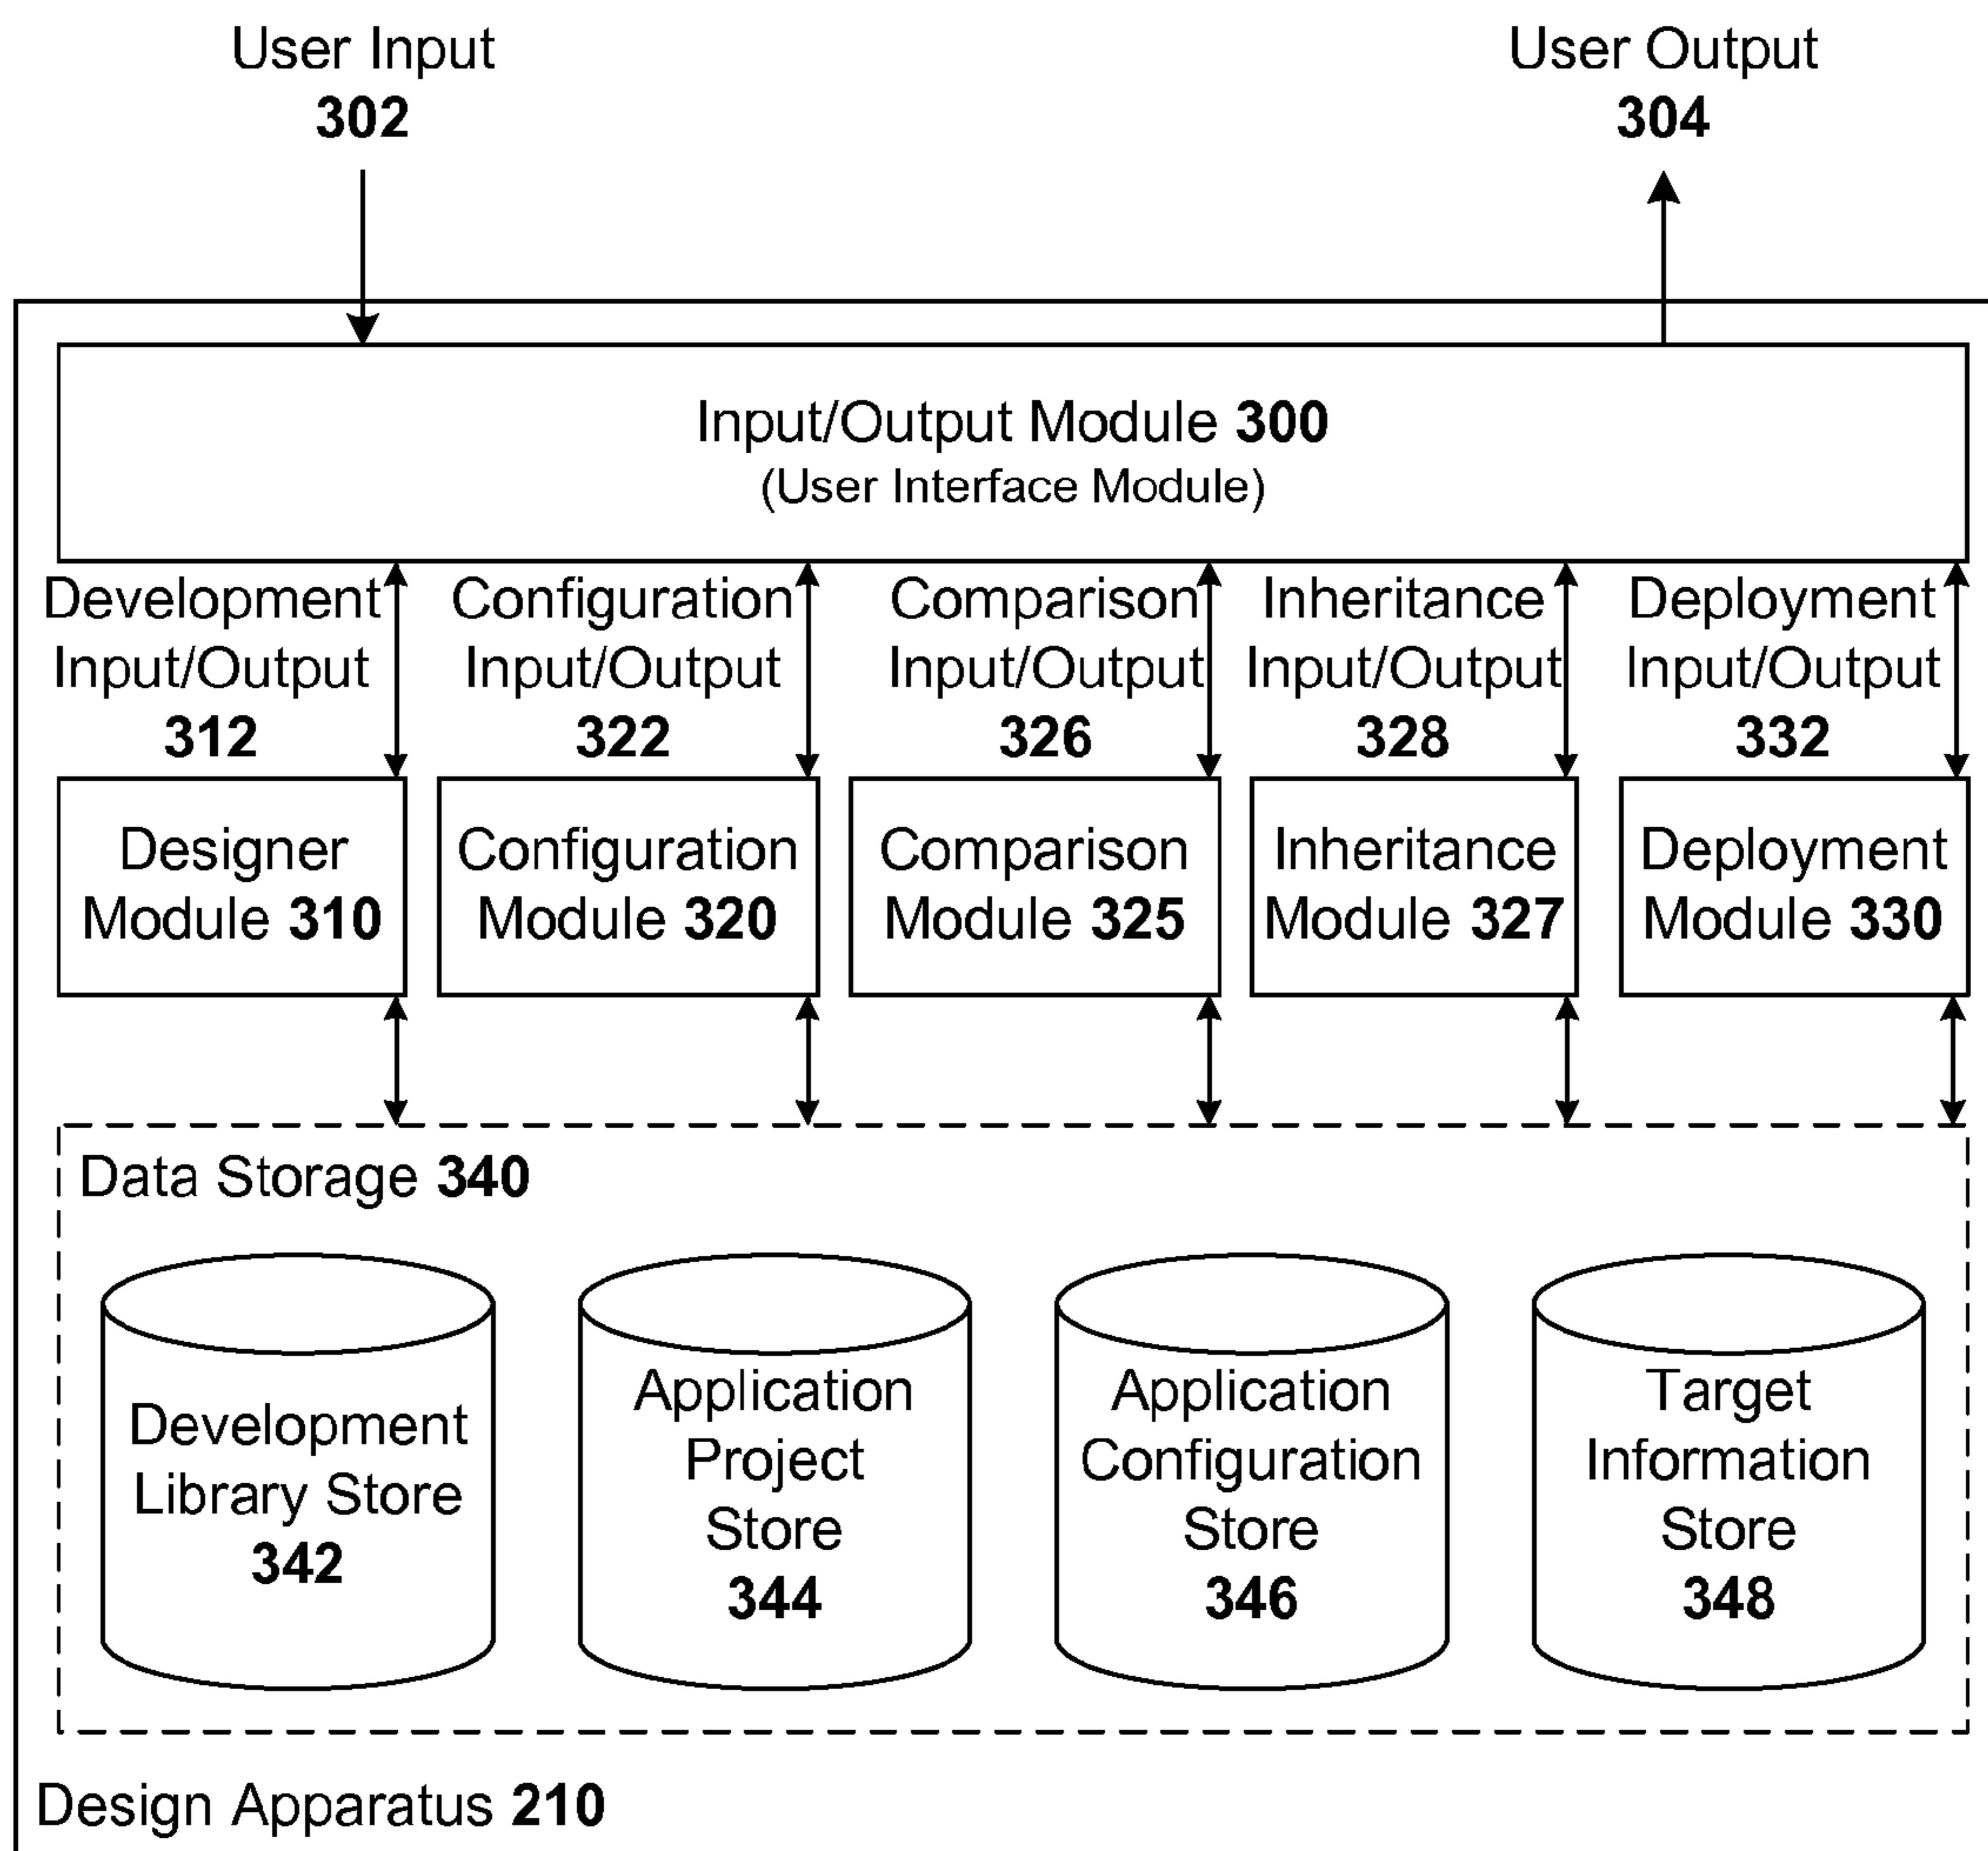 User Input
302
User Output
304
Input/Output Module 300
(User Interface Module)
Development
Input/Output
312
Configuration
Input/Output
322
Comparison
Input/Output
326
Inheritance
Input/Output
328
Deployment
Input/Output
332
Designer
Module 310
Configuration
Module 320
Comparison
Module 325
Inheritance
Module 327
Deployment
Module 330
Data Storage 340
Development
Library Store
342
Application
Project
Store
344
Application
Configuration
Store
346
Target
Information
Store
348
Design Apparatus 210